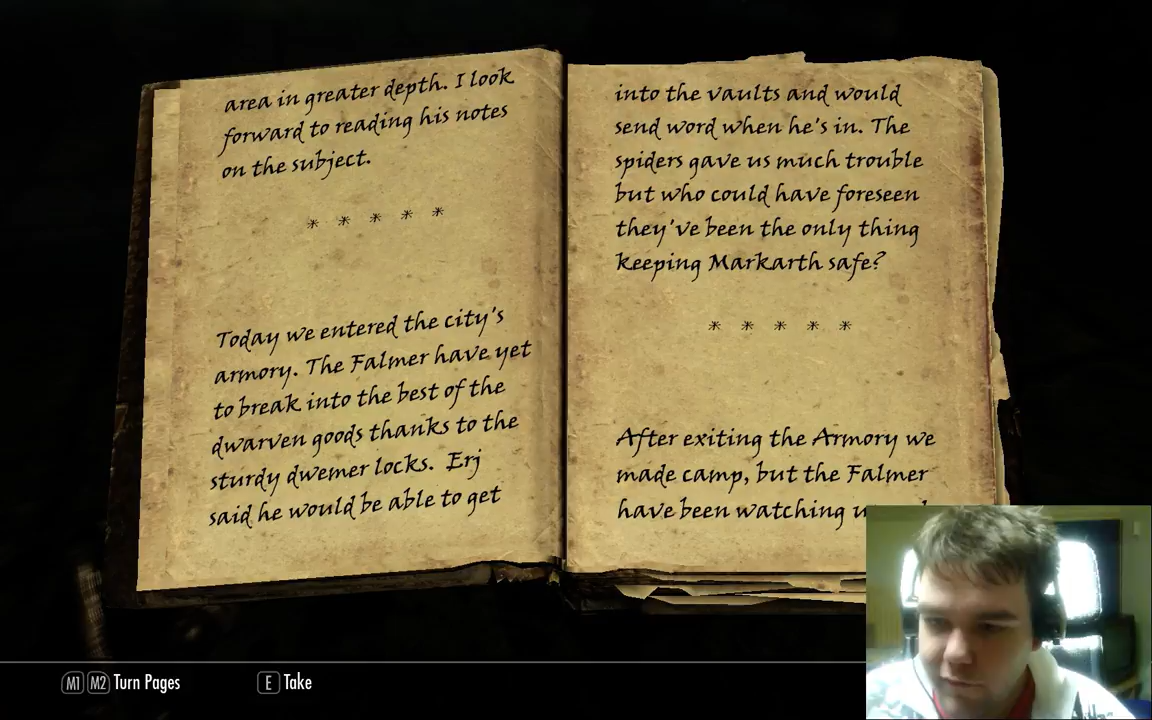 area in greater depth. I look
forward to reading his notes
on the subject.
* * * * *
Today we entered the city's
armory. The Falmer have yet
to break into the best of the
dwarven goods thanks to the
sturdy dwemer locks. Erj
said he would be able to get
into the vaults and would
send word when he's in. The
spiders gave us much trouble
but who could have foreseen
they've been the only thing
keeping Markarth safe?
* * * * *
After exiting the Armory we
made camp, but the Falmer
have been watching
M1 M2 Turn Pages
E Take